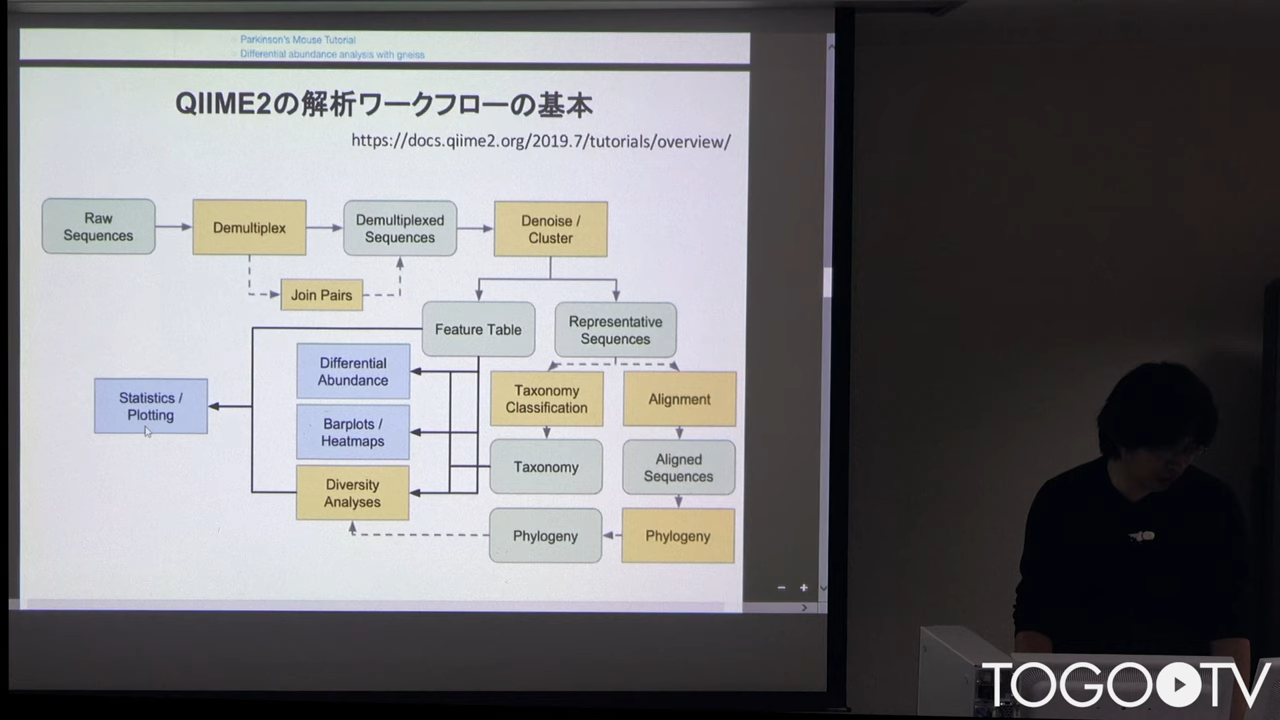 Parkinson's Mouse Tutorial
Differential abundance analysis with gneiss
QIIME2の解析ワークフローの基本
https://docs.qiime2.org/2019.7/tutorials/overview/
Raw
Sequences
Demultiplex
Demultiplexed
Sequences
Denoise /
Cluster
Join Pairs
Feature Table
Representative
Sequences
Differential
Abundance
Taxonomy
Classification
Alignment
Statistics /
Plotting
Barplots /
Heatmaps
Taxonomy
Aligned
Sequences
Diversity
Analyses
Phylogeny
Phylogeny
TOGOTV